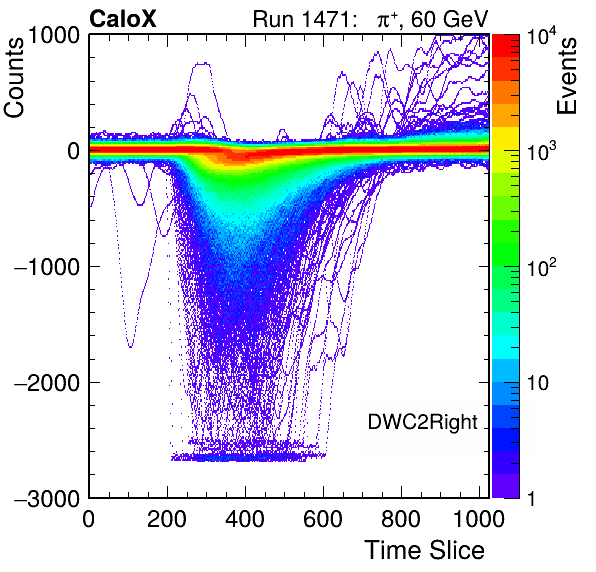 CaloX Run 1471: π⁺, 60 GeV
Counts
Events
1000
0
−1000
−2000
−3000
0 200 400 600 800 1000
Time Slice
DWC2Right
10⁴
10³
10²
10
1